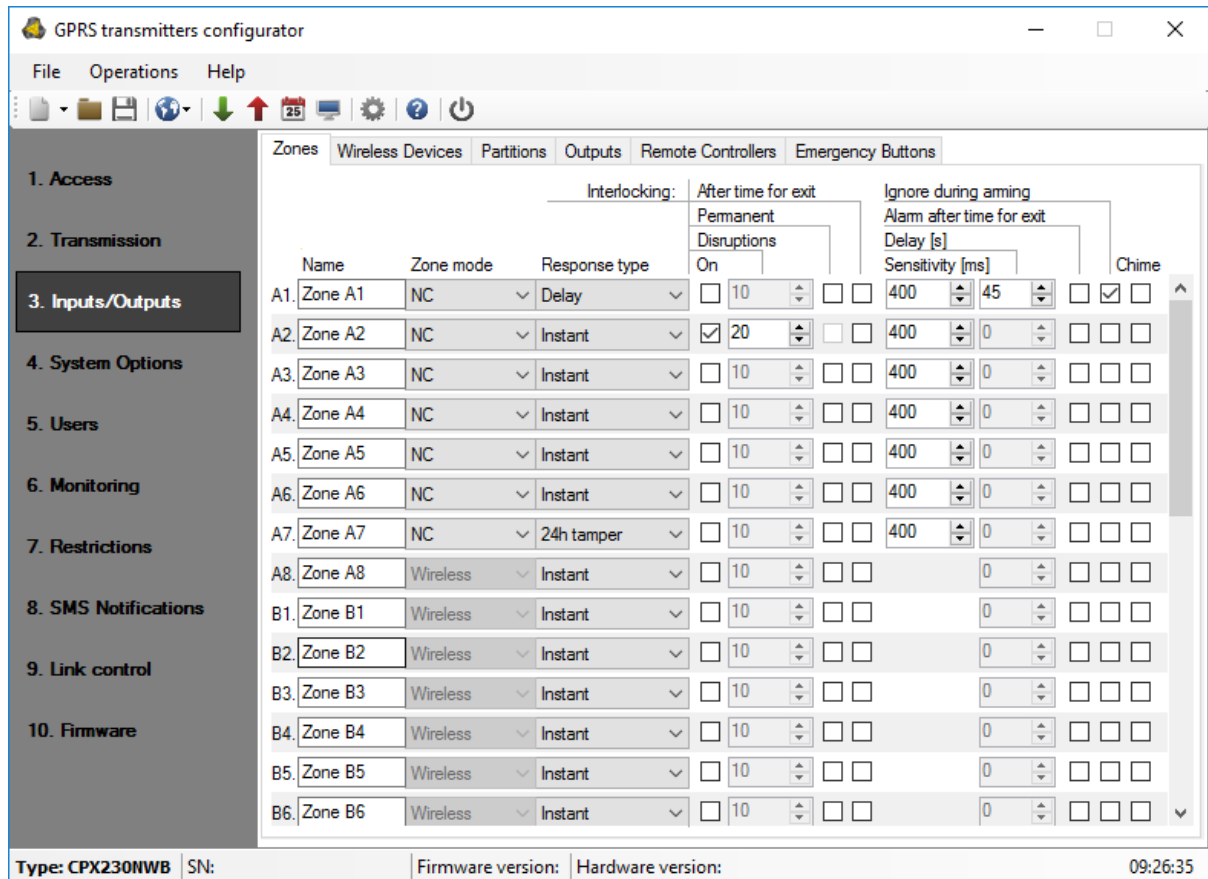 GPRS transmitters configurator
File Operations Help
25
Zones Wireless Devices Partitions Outputs Remote Controllers Emergency Buttons
1. Access
2. Transmission
3. Inputs/Outputs
4. System Options
5. Users
6. Monitoring
7. Restrictions
8. SMS Notifications
9. Link control
10. Firmware
Interlocking: After time for exit Ignore during arming
Permanent Alarm after time for exit
Disruptions Delay [s]
Name Zone mode Response type On Sensitivity [ms] Chime
A1. Zone A1 NC Delay 10 400 45
A2. Zone A2 NC Instant 20 400 0
A3. Zone A3 NC Instant 10 400 0
A4. Zone A4 NC Instant 10 400 0
A5. Zone A5 NC Instant 10 400 0
A6. Zone A6 NC Instant 10 400 0
A7. Zone A7 NC 24h tamper 10 400 0
A8. Zone A8 Wireless Instant 10 0
B1. Zone B1 Wireless Instant 10 0
B2. Zone B2 Wireless Instant 10 0
B3. Zone B3 Wireless Instant 10 0
B4. Zone B4 Wireless Instant 10 0
B5. Zone B5 Wireless Instant 10 0
B6. Zone B6 Wireless Instant 10 0
Type: CPX230NWB SN: Firmware version: Hardware version: 09:26:35